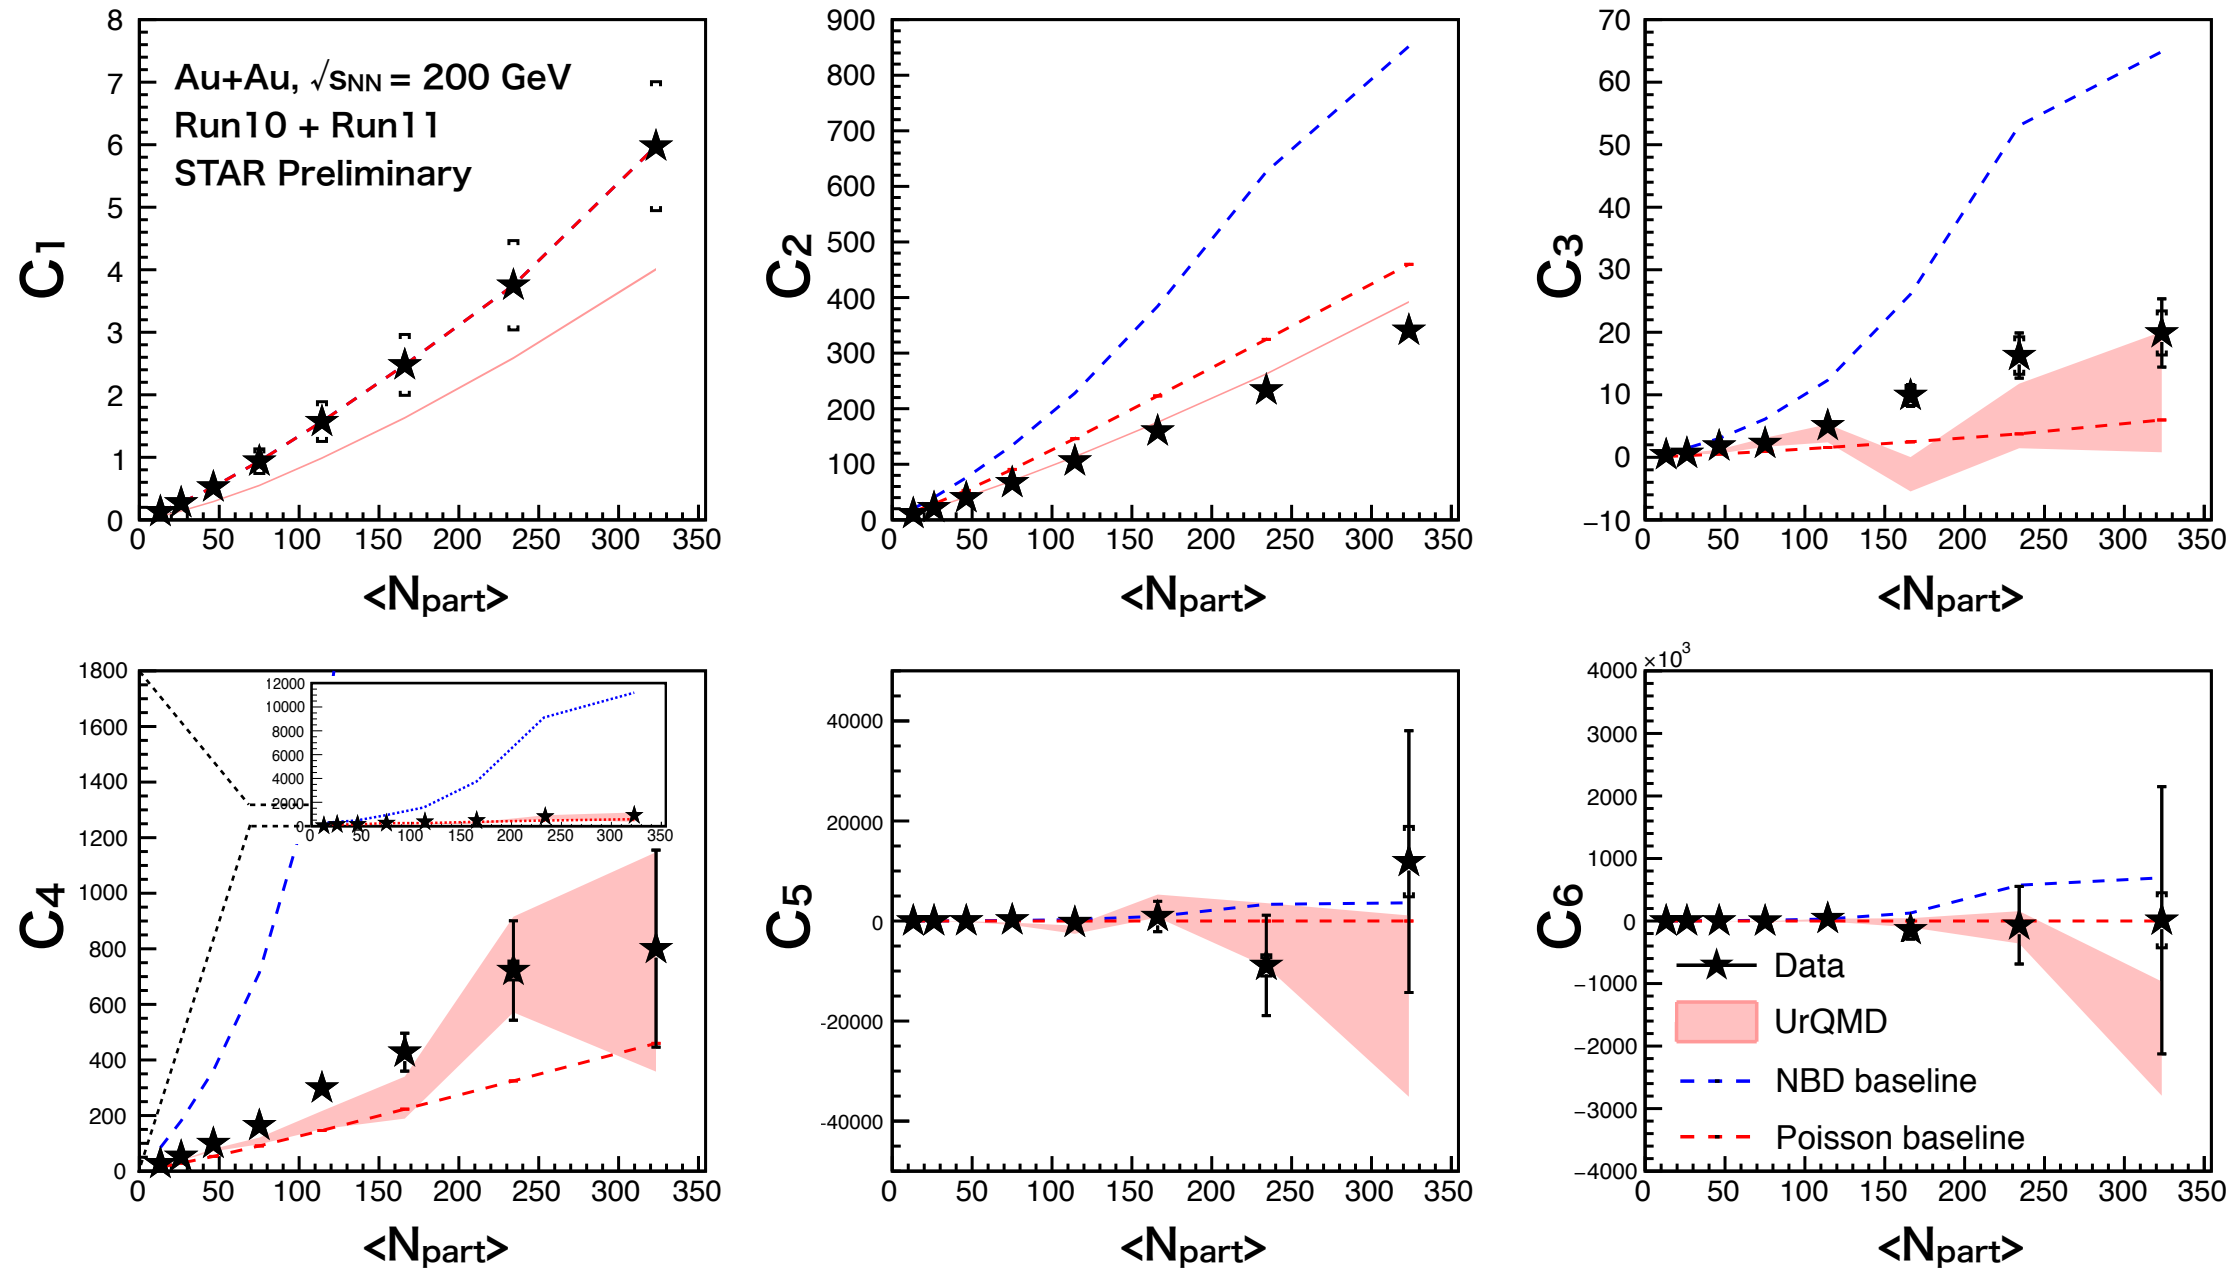 8
7
6
5
4
3
2
1
0
C1
Au+Au, √sNN = 200 GeV
Run10 + Run11
STAR Preliminary
0 50 100 150 200 250 300 350
<Npart>
900
800
700
600
500
400
300
200
100
0
C2
0 50 100 150 200 250 300 350
<Npart>
70
60
50
40
30
20
10
0
−10
C3
0 50 100 150 200 250 300 350
<Npart>
1800
1600
1400
1200
1000
800
600
400
200
0
C4
12000
10000
8000
6000
4000
2000
0
0 50 100 150 200 250 300 350
0 50 100 150 200 250 300 350
<Npart>
40000
20000
0
-20000
-40000
C5
0 50 100 150 200 250 300 350
<Npart>
×10³
4000
3000
2000
1000
0
−1000
−2000
−3000
−4000
C6
Data
UrQMD
NBD baseline
Poisson baseline
0 50 100 150 200 250 300 350
<Npart>